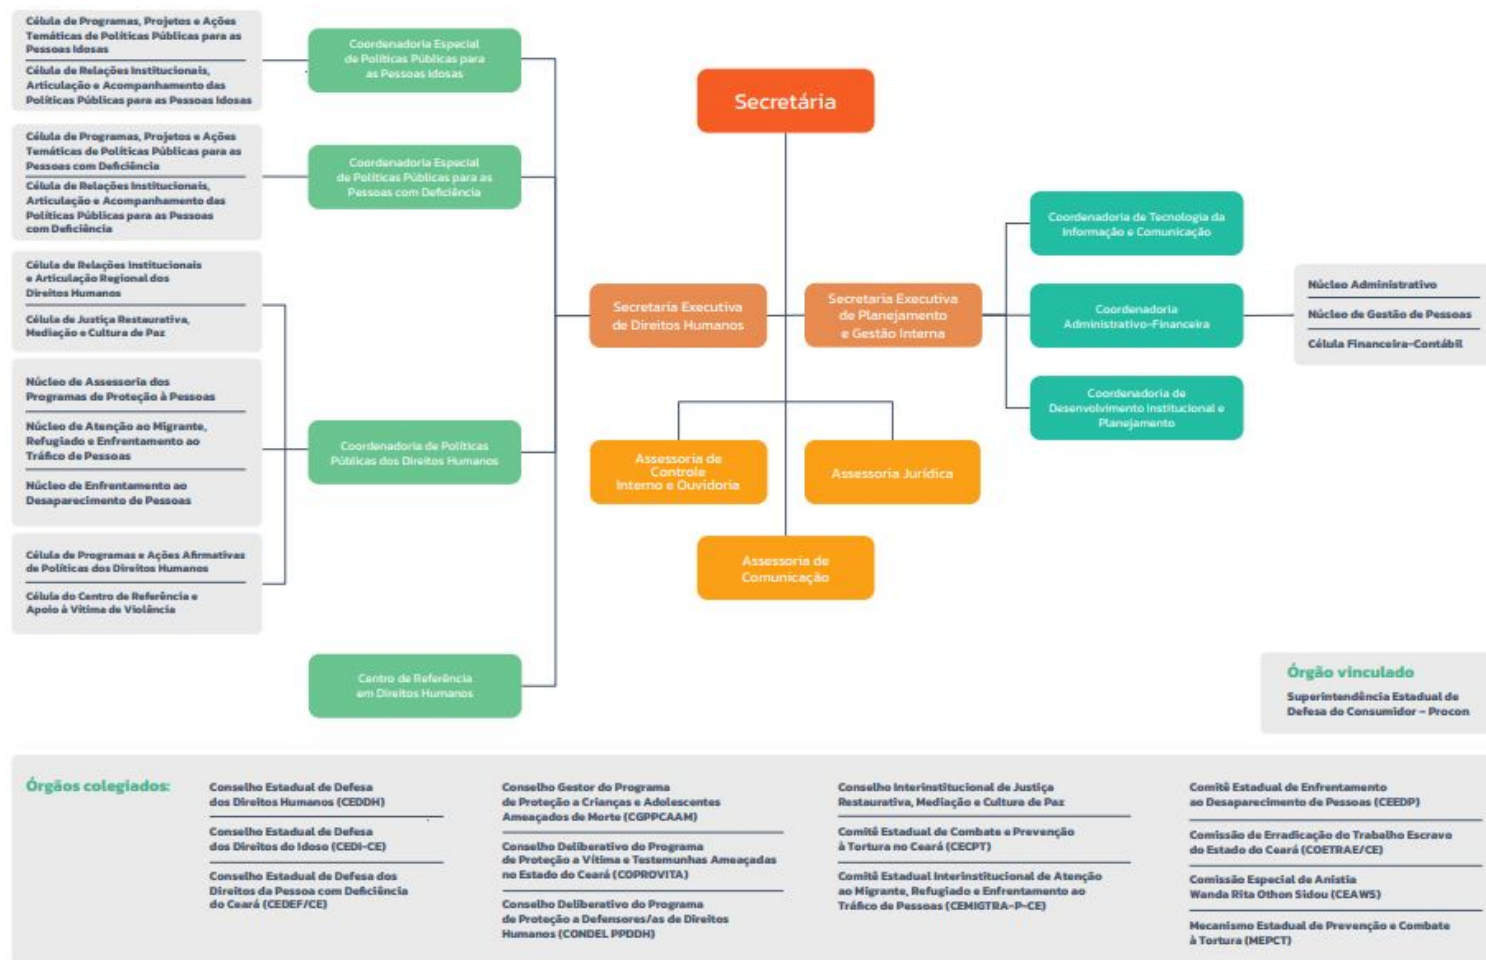 Célula de Programas, Projetos e Ações
Temáticas de Políticas Públicas para as
Pessoas Idosas
Célula de Relações Institucionais,
Articulação e Acompanhamento das
Políticas Públicas para as Pessoas Idosas
Coordenadoria Especial
de Políticas Públicas para
as Pessoas Idosas
Célula de Programas, Projetos e Ações
Temáticas de Políticas Públicas para as
Pessoas com Deficiência
Célula de Relações Institucionais,
Articulação e Acompanhamento das
Políticas Públicas para as Pessoas
com Deficiência
Coordenadoria Especial
de Políticas Públicas para as
Pessoas com Deficiência
Célula de Relações Institucionais
e Articulação Regional dos
Direitos Humanos
Célula de Justiça Restaurativa,
Mediação e Cultura de Paz
Núcleo de Assessoria dos
Programas de Proteção à Pessoas
Núcleo de Atenção ao Migrante,
Refugiado e Enfrentamento ao
Tráfico de Pessoas
Núcleo de Enfrentamento ao
Desaparecimento de Pessoas
Célula de Programas e Ações Afirmativas
de Políticas dos Direitos Humanos
Célula do Centro de Referência e
Apoio à Vítima de Violência
Coordenadoria de Políticas
Públicas dos Direitos Humanos
Centro de Referência
em Direitos Humanos
Secretária
Secretaria Executiva
de Direitos Humanos
Secretaria Executiva
de Planejamento
e Gestão Interna
Assessoria de
Controle
Interno e Ouvidoria
Assessoria Jurídica
Assessoria de
Comunicação
Coordenadoria de Tecnologia da
Informação e Comunicação
Coordenadoria
Administrativo-Financeira
Coordenadoria de
Desenvolvimento Institucional e
Planejamento
Núcleo Administrativo
Núcleo de Gestão de Pessoas
Célula Financeira-Contábil
Órgão vinculado
Superintendência Estadual de
Defesa do Consumidor – Procon
Órgãos colegiados:
Conselho Estadual de Defesa
dos Direitos Humanos (CEDDH)
Conselho Estadual de Defesa
dos Direitos do Idoso (CEDI-CE)
Conselho Estadual de Defesa dos
Direitos da Pessoa com Deficiência
do Ceará (CEDEF/CE)
Conselho Gestor do Programa
de Proteção a Crianças e Adolescentes
Ameaçados de Morte (CGPPCAAM)
Conselho Deliberativo do Programa
de Proteção a Vítima e Testemunhas Ameaçadas
no Estado do Ceará (COPROVITA)
Conselho Deliberativo do Programa
de Proteção a Defensores/as de Direitos
Humanos (CONDEL PPDDH)
Conselho Interinstitucional de Justiça
Restaurativa, Mediação e Cultura de Paz
Comitê Estadual de Combate e Prevenção
à Tortura no Ceará (CECPT)
Comitê Estadual Interinstitucional de Atenção
ao Migrante, Refugiado e Enfrentamento ao
Tráfico de Pessoas (CEMIGTRA-P-CE)
Comitê Estadual de Enfrentamento
ao Desaparecimento de Pessoas (CEEDP)
Comissão de Erradicação do Trabalho Escravo
do Estado do Ceará (COETRAE/CE)
Comissão Especial de Anistia
Wanda Rita Othon Sidou (CEAWS)
Mecanismo Estadual de Prevenção e Combate
à Tortura (MEPCT)